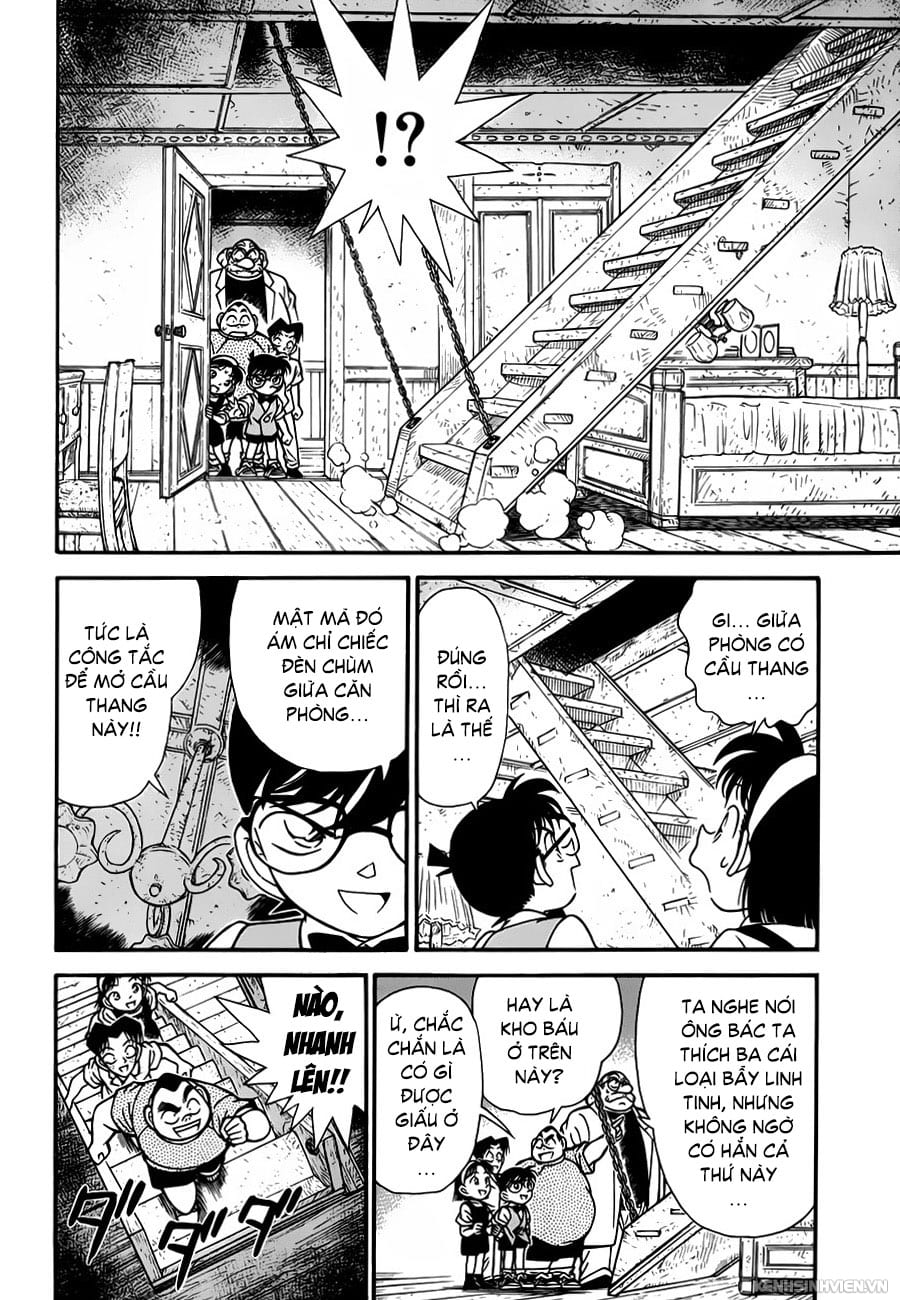 !?
GI... GIỮA
PHÒNG CÓ
CẦU THANG
...
ĐÚNG
RỒI...
THÌ RA
LÀ THẾ
...
MẬT MÃ ĐÓ
ÁM CHỈ CHIẾC
ĐÈN CHÙM
GIỮA CĂN
PHÒNG...
TỨC LÀ
CÔNG TẮC
ĐỂ MỞ CẦU
THANG
NÀY!!
TA NGHE NÓI
ÔNG BÁC TA
THÍCH BA CÁI
LOẠI BẪY LINH
TINH, NHƯNG
KHÔNG NGỜ
CÓ HẲN CẢ
THỨ NÀY
...
HAY LÀ
KHO BÁU
Ở TRÊN
NÀY?
Ừ, CHẮC
CHẮN LÀ
CÓ GÌ
ĐƯỢC
GIẤU Ở
ĐÂY
...
NÀO,
NHANH
LÊN!!
ダダダ
KENHSINHVIEN.VN